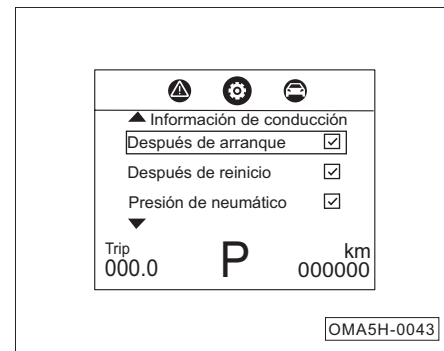 Información de conducción
Después de arranque
Después de reinicio
Presión de neumático
Trip
000.0
P
km
000000
OMA5H-0043